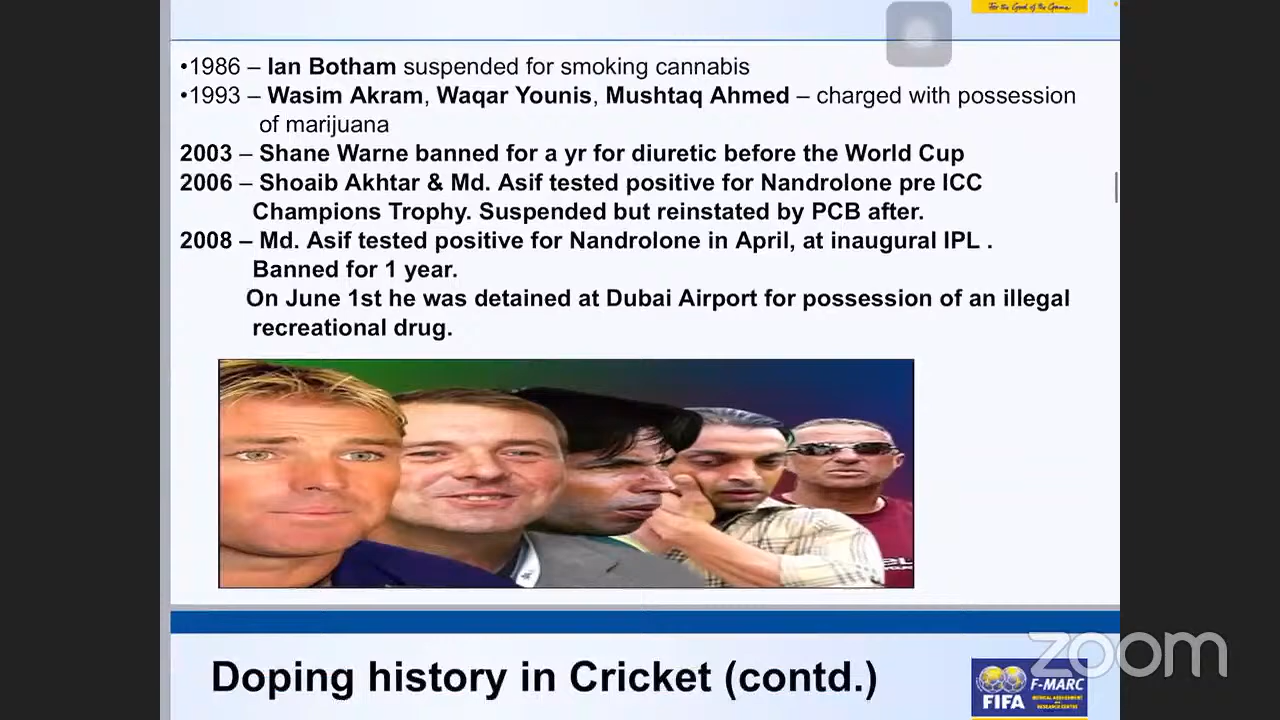 For the Good of the Game
•1986 – Ian Botham suspended for smoking cannabis
•1993 – Wasim Akram, Waqar Younis, Mushtaq Ahmed – charged with possession
of marijuana
2003 – Shane Warne banned for a yr for diuretic before the World Cup
2006 – Shoaib Akhtar & Md. Asif tested positive for Nandrolone pre ICC
Champions Trophy. Suspended but reinstated by PCB after.
2008 – Md. Asif tested positive for Nandrolone in April, at inaugural IPL .
Banned for 1 year.
On June 1st he was detained at Dubai Airport for possession of an illegal
recreational drug.
zoom
Doping history in Cricket (contd.)
F-MARC
FIFA
MEDICAL ASSESSMENT
RESEARCH CENTRE